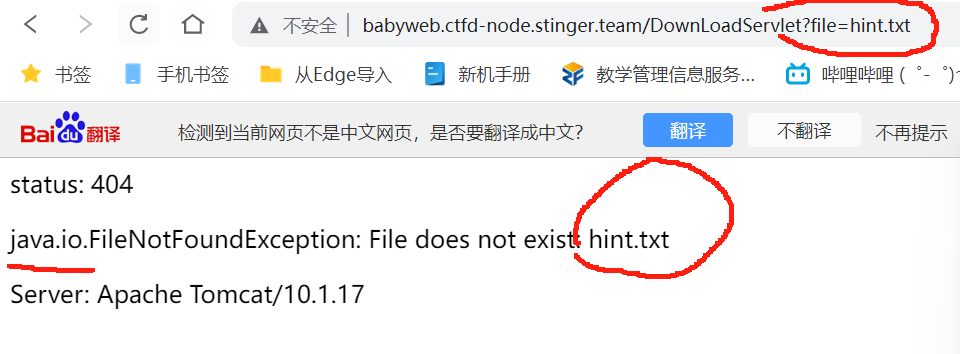 不安全 babyweb.ctfd-node.stinger.team/DownLoadServlet?file=hint.txt
书签 手机书签 从Edge导入 新机手册 教学管理信息服务... 哔哩哔哩 (゜-゜)つ
Bai du 翻译 检测到当前网页不是中文网页，是否要翻译成中文? 翻译 不翻译 不再提示
status: 404
java.io.FileNotFoundException: File does not exist: hint.txt
Server: Apache Tomcat/10.1.17